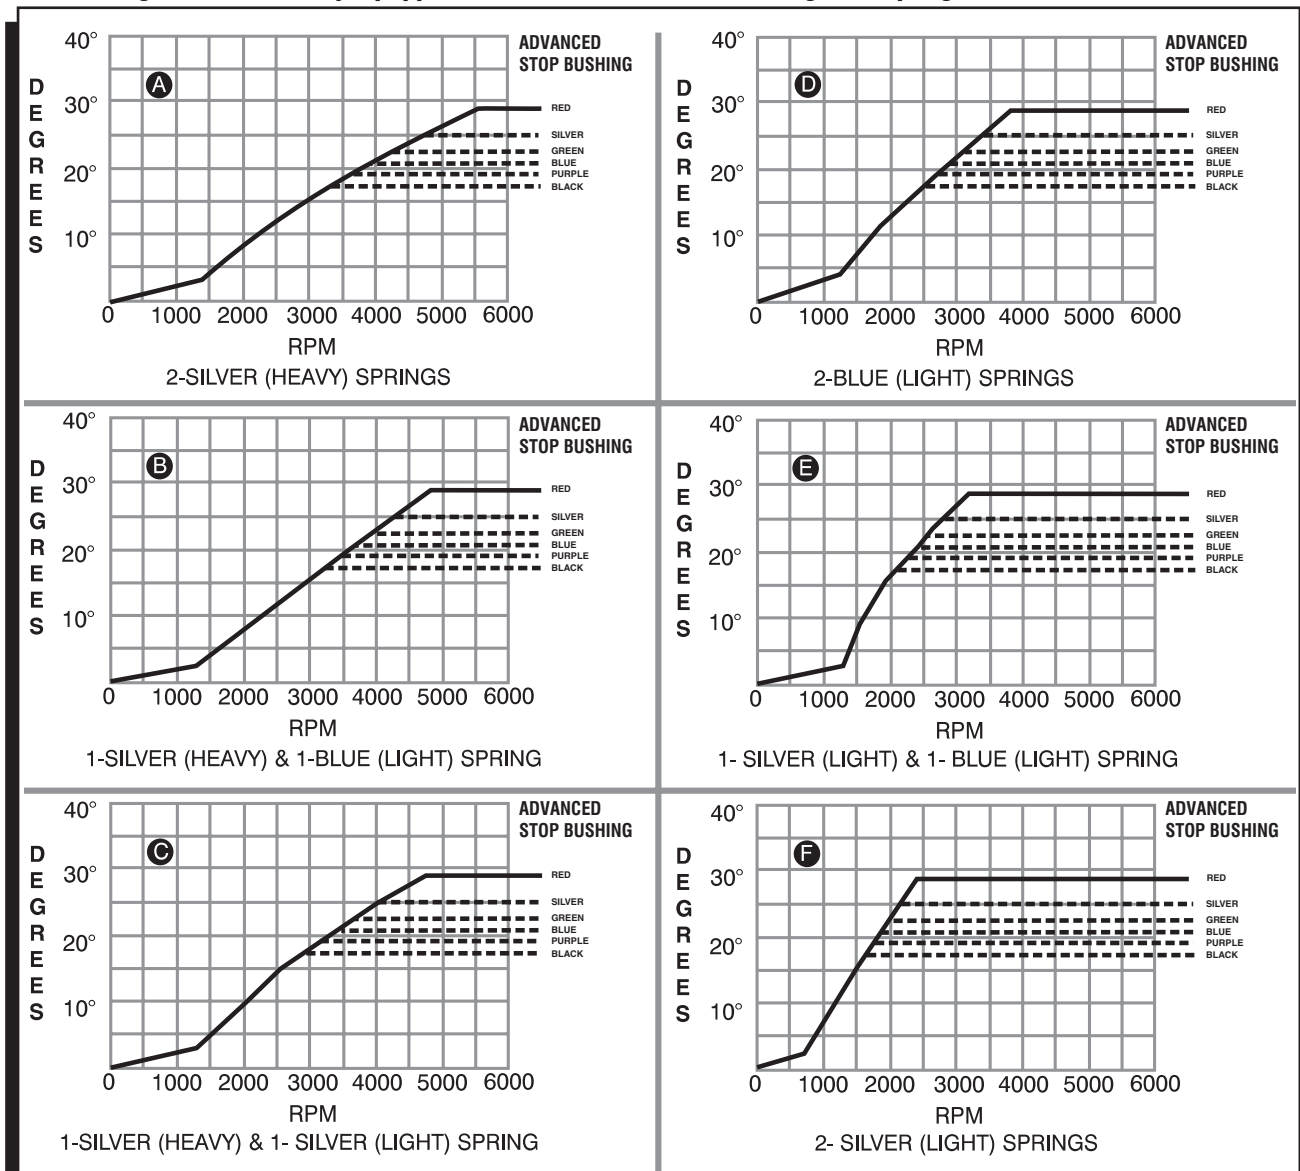 40°
30°
20°
10°
DEGREES
A
ADVANCED
STOP BUSHING
RED
SILVER
GREEN
BLUE
PURPLE
BLACK
0 1000 2000 3000 4000 5000 6000
RPM
2-SILVER (HEAVY) SPRINGS
40°
30°
20°
10°
DEGREES
D
ADVANCED
STOP BUSHING
RED
SILVER
GREEN
BLUE
PURPLE
BLACK
0 1000 2000 3000 4000 5000 6000
RPM
2-BLUE (LIGHT) SPRINGS
40°
30°
20°
10°
DEGREES
B
ADVANCED
STOP BUSHING
RED
SILVER
GREEN
BLUE
PURPLE
BLACK
0 1000 2000 3000 4000 5000 6000
RPM
1-SILVER (HEAVY) & 1-BLUE (LIGHT) SPRING
40°
30°
20°
10°
DEGREES
E
ADVANCED
STOP BUSHING
RED
SILVER
GREEN
BLUE
PURPLE
BLACK
0 1000 2000 3000 4000 5000 6000
RPM
1- SILVER (LIGHT) & 1- BLUE (LIGHT) SPRING
40°
30°
20°
10°
DEGREES
C
ADVANCED
STOP BUSHING
RED
SILVER
GREEN
BLUE
PURPLE
BLACK
0 1000 2000 3000 4000 5000 6000
RPM
1-SILVER (HEAVY) & 1- SILVER (LIGHT) SPRING
40°
30°
20°
10°
DEGREES
F
ADVANCED
STOP BUSHING
RED
SILVER
GREEN
BLUE
PURPLE
BLACK
0 1000 2000 3000 4000 5000 6000
RPM
2- SILVER (LIGHT) SPRINGS